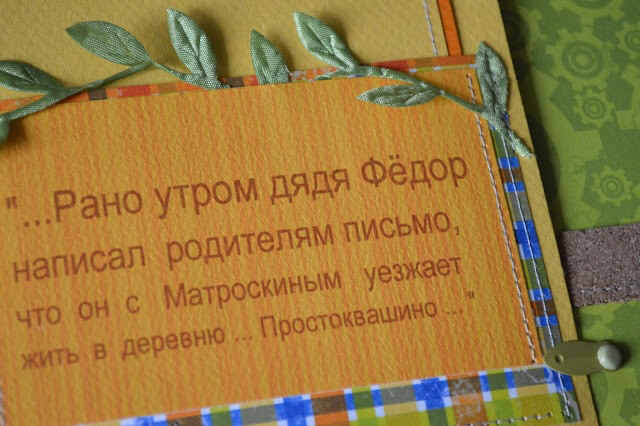 "...Рано утром дядя Фёдор
написал родителям письмо,
что он с Матроскиным уезжает
жить в деревню ... Простоквашино ..."